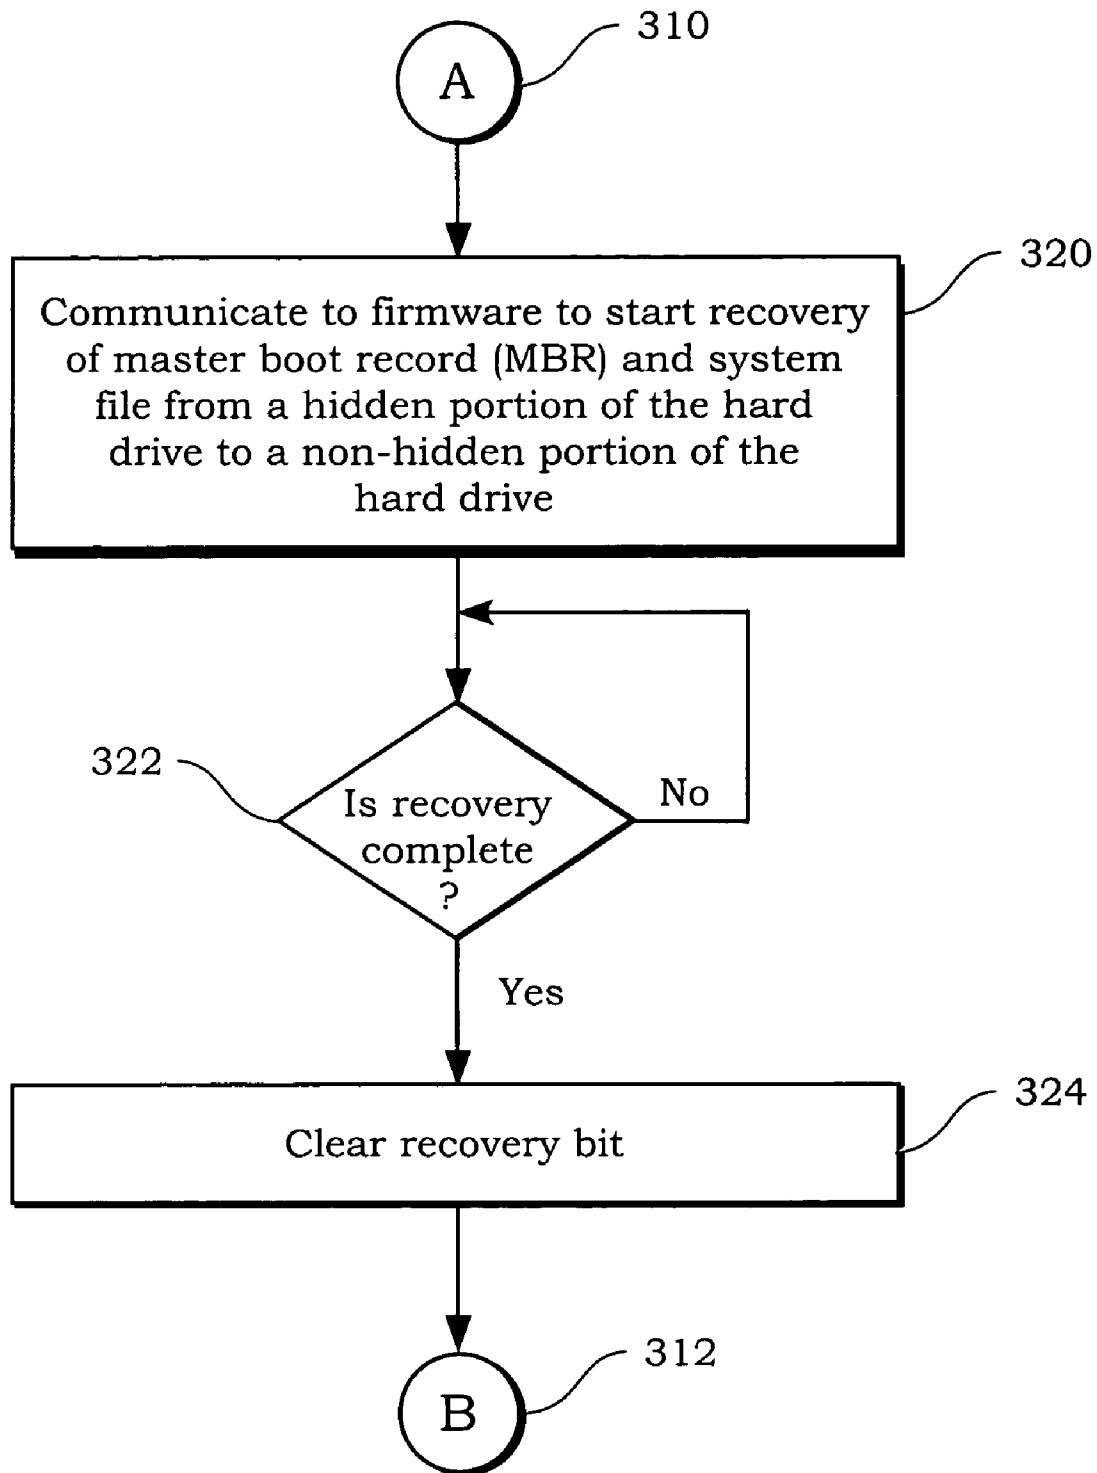 A
310
320
Communicate to firmware to start recovery
of master boot record (MBR) and system
file from a hidden portion of the hard
drive to a non-hidden portion of the
hard drive
322
Is recovery
complete
?
No
Yes
324
Clear recovery bit
312
B